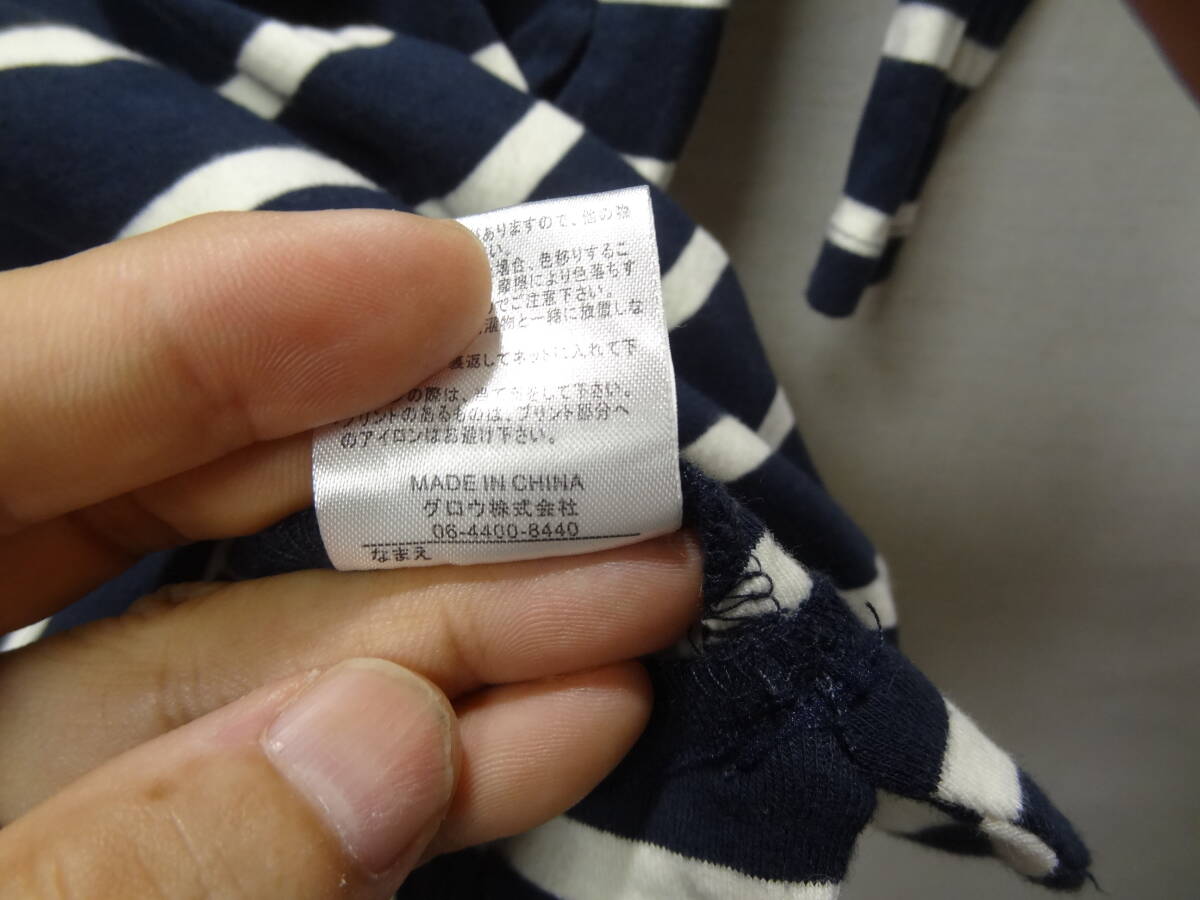 ありますので、他の物
い。
場合、色移りするこ
摩擦により色落ちす
でご注意下さい。
濯物と一緒に放置しな
裏返してネットに入れて下
の際は、当て布をして下さい。
プリントのあるものは、プリント部分へ
のアイロンはお避け下さい。
MADE IN CHINA
グロウ株式会社
06-4400-8440
なまえ